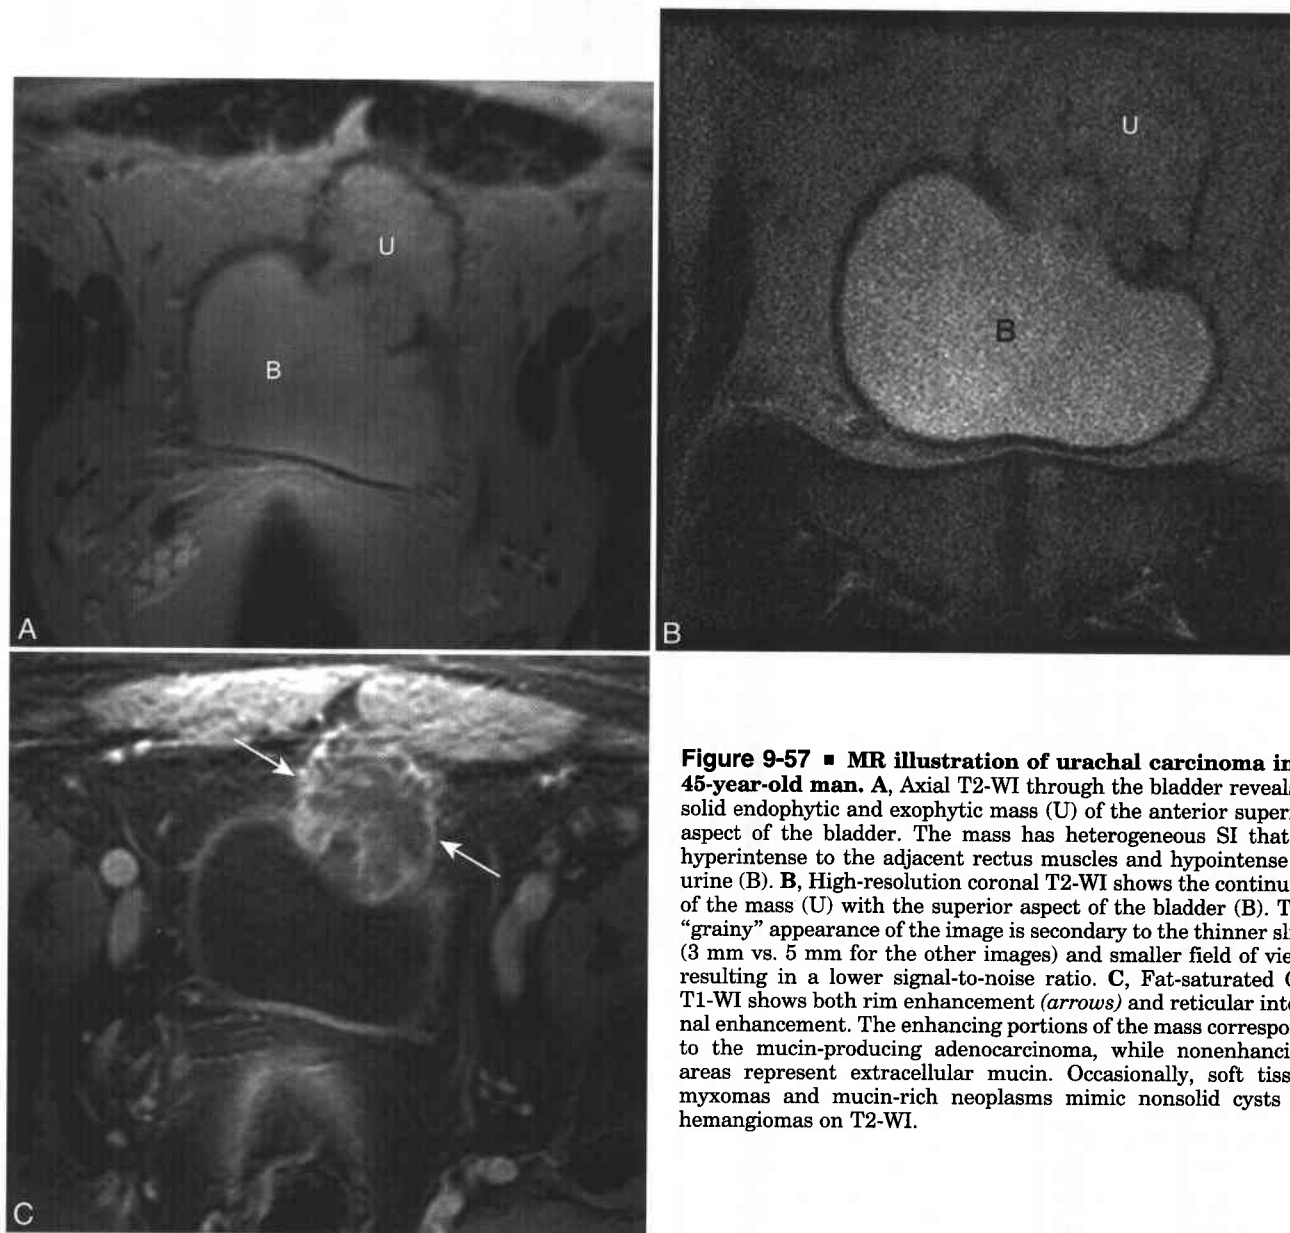 U
B
A
U
B
B
C
Figure 9-57 ■ MR illustration of urachal carcinoma in
45-year-old man. A, Axial T2-WI through the bladder reveal
solid endophytic and exophytic mass (U) of the anterior super
aspect of the bladder. The mass has heterogeneous SI that
hyperintense to the adjacent rectus muscles and hypointense
urine (B). B, High-resolution coronal T2-WI shows the continu
of the mass (U) with the superior aspect of the bladder (B). T
“grainy” appearance of the image is secondary to the thinner sli
(3 mm vs. 5 mm for the other images) and smaller field of vie
resulting in a lower signal-to-noise ratio. C, Fat-saturated
T1-WI shows both rim enhancement (arrows) and reticular inte
nal enhancement. The enhancing portions of the mass correspo
to the mucin-producing adenocarcinoma, while nonenhanci
areas represent extracellular mucin. Occasionally, soft tiss
myxomas and mucin-rich neoplasms mimic nonsolid cysts
hemangiomas on T2-WI.